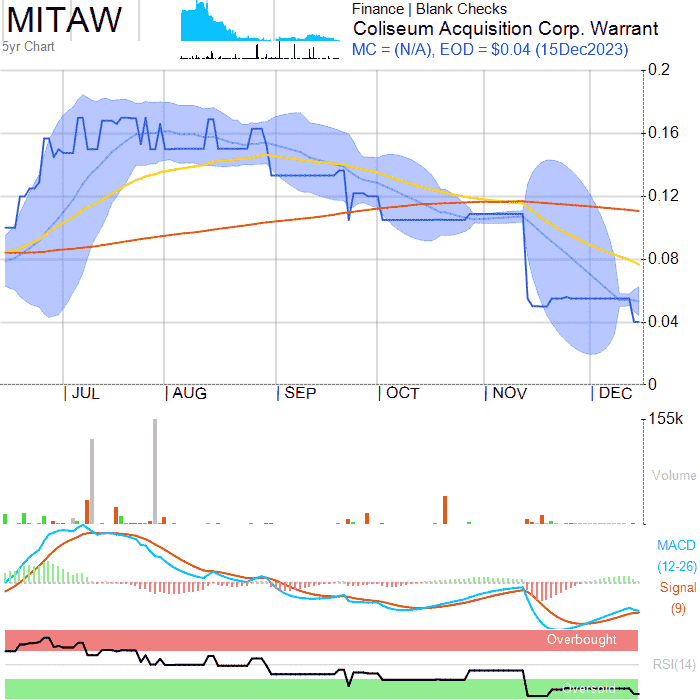 MITAW
5yr Chart
Finance | Blank Checks
Coliseum Acquisition Corp. Warrant
MC = (N/A), EOD = $0.04 (15Dec2023)
0.2
0.16
0.12
0.08
0.04
0
JUL AUG SEP OCT NOV DEC
155k
Volume
MACD
(12-26)
Signal
(9)
Overbought
RSI(14)
Oversold